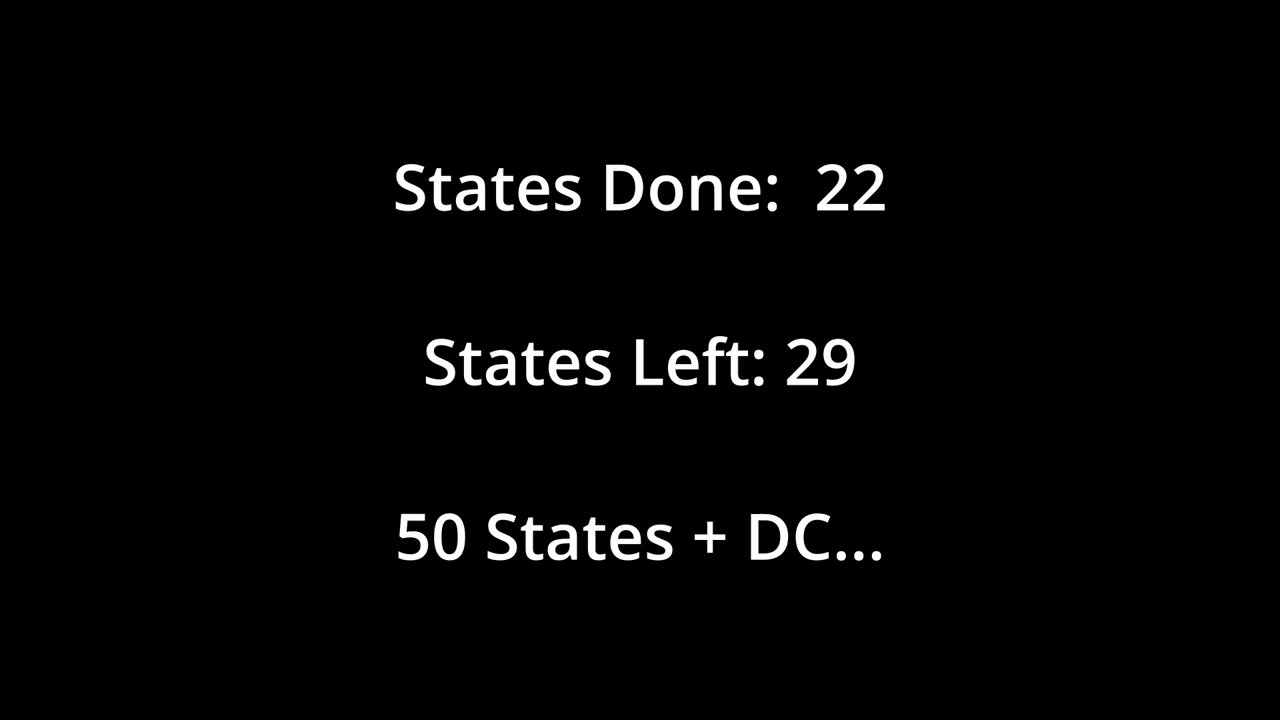 States Done:  22
States Left: 29
50 States + DC...